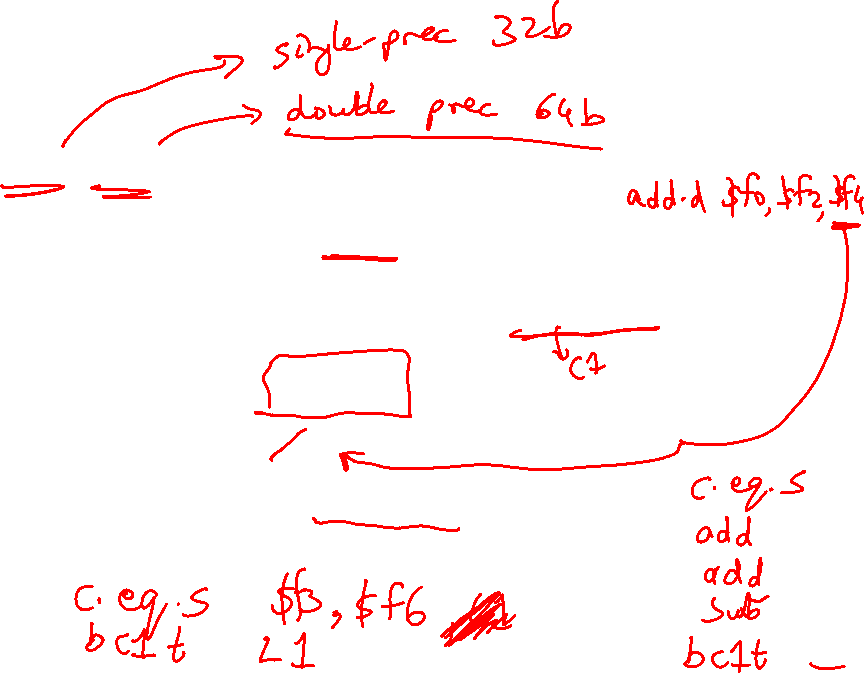 single-prec 32b
double prec 64b
add.d $f0, $f2, $f4
c1
c.eq.s
add
add
sub
bc1t
c.eq.s $f3, $f6
bc1t L1